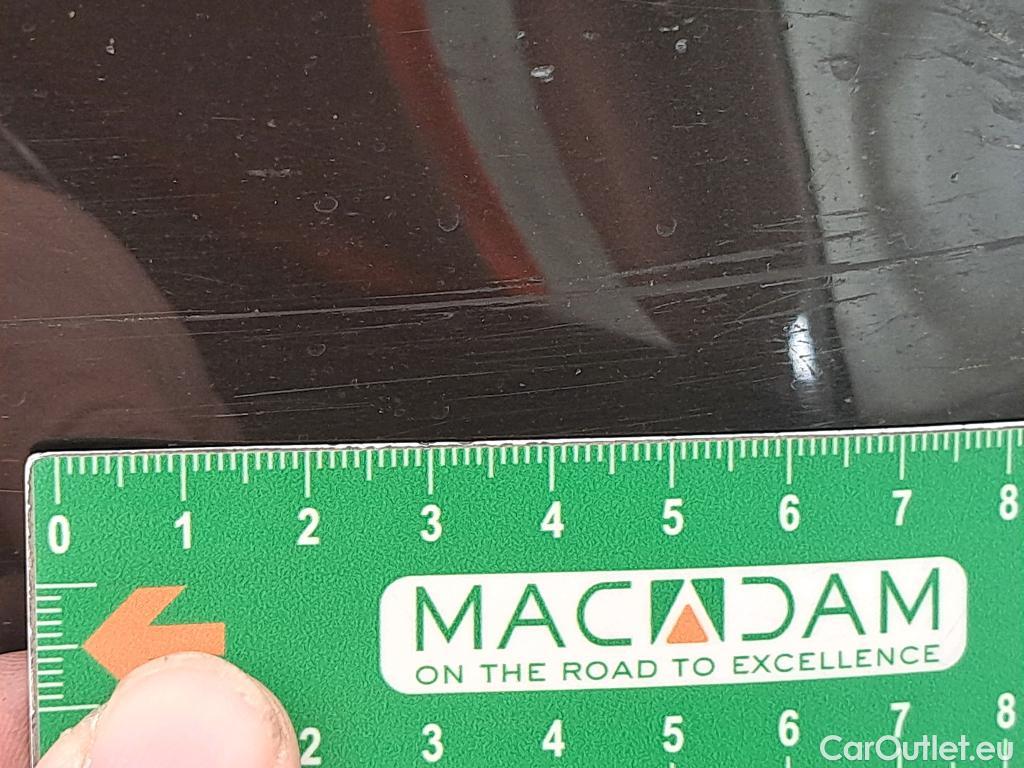 0 1 2 3 4 5 6 7 8
MACADAM
ON THE ROAD TO EXCELLENCE
2 3 4 5 6 7 8
CarOutlet.eu